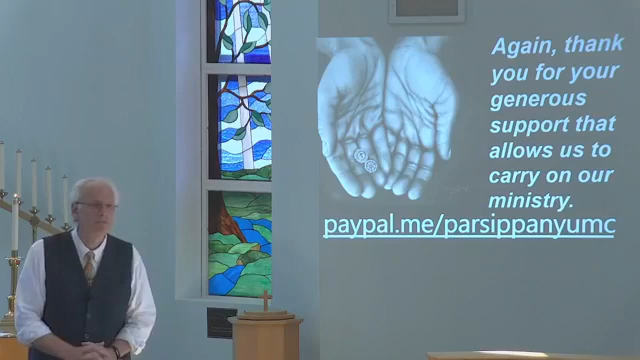 Again, thank
you for your
generous
support that
allows us to
carry on our
ministry.
paypal.me/parsippanyumc